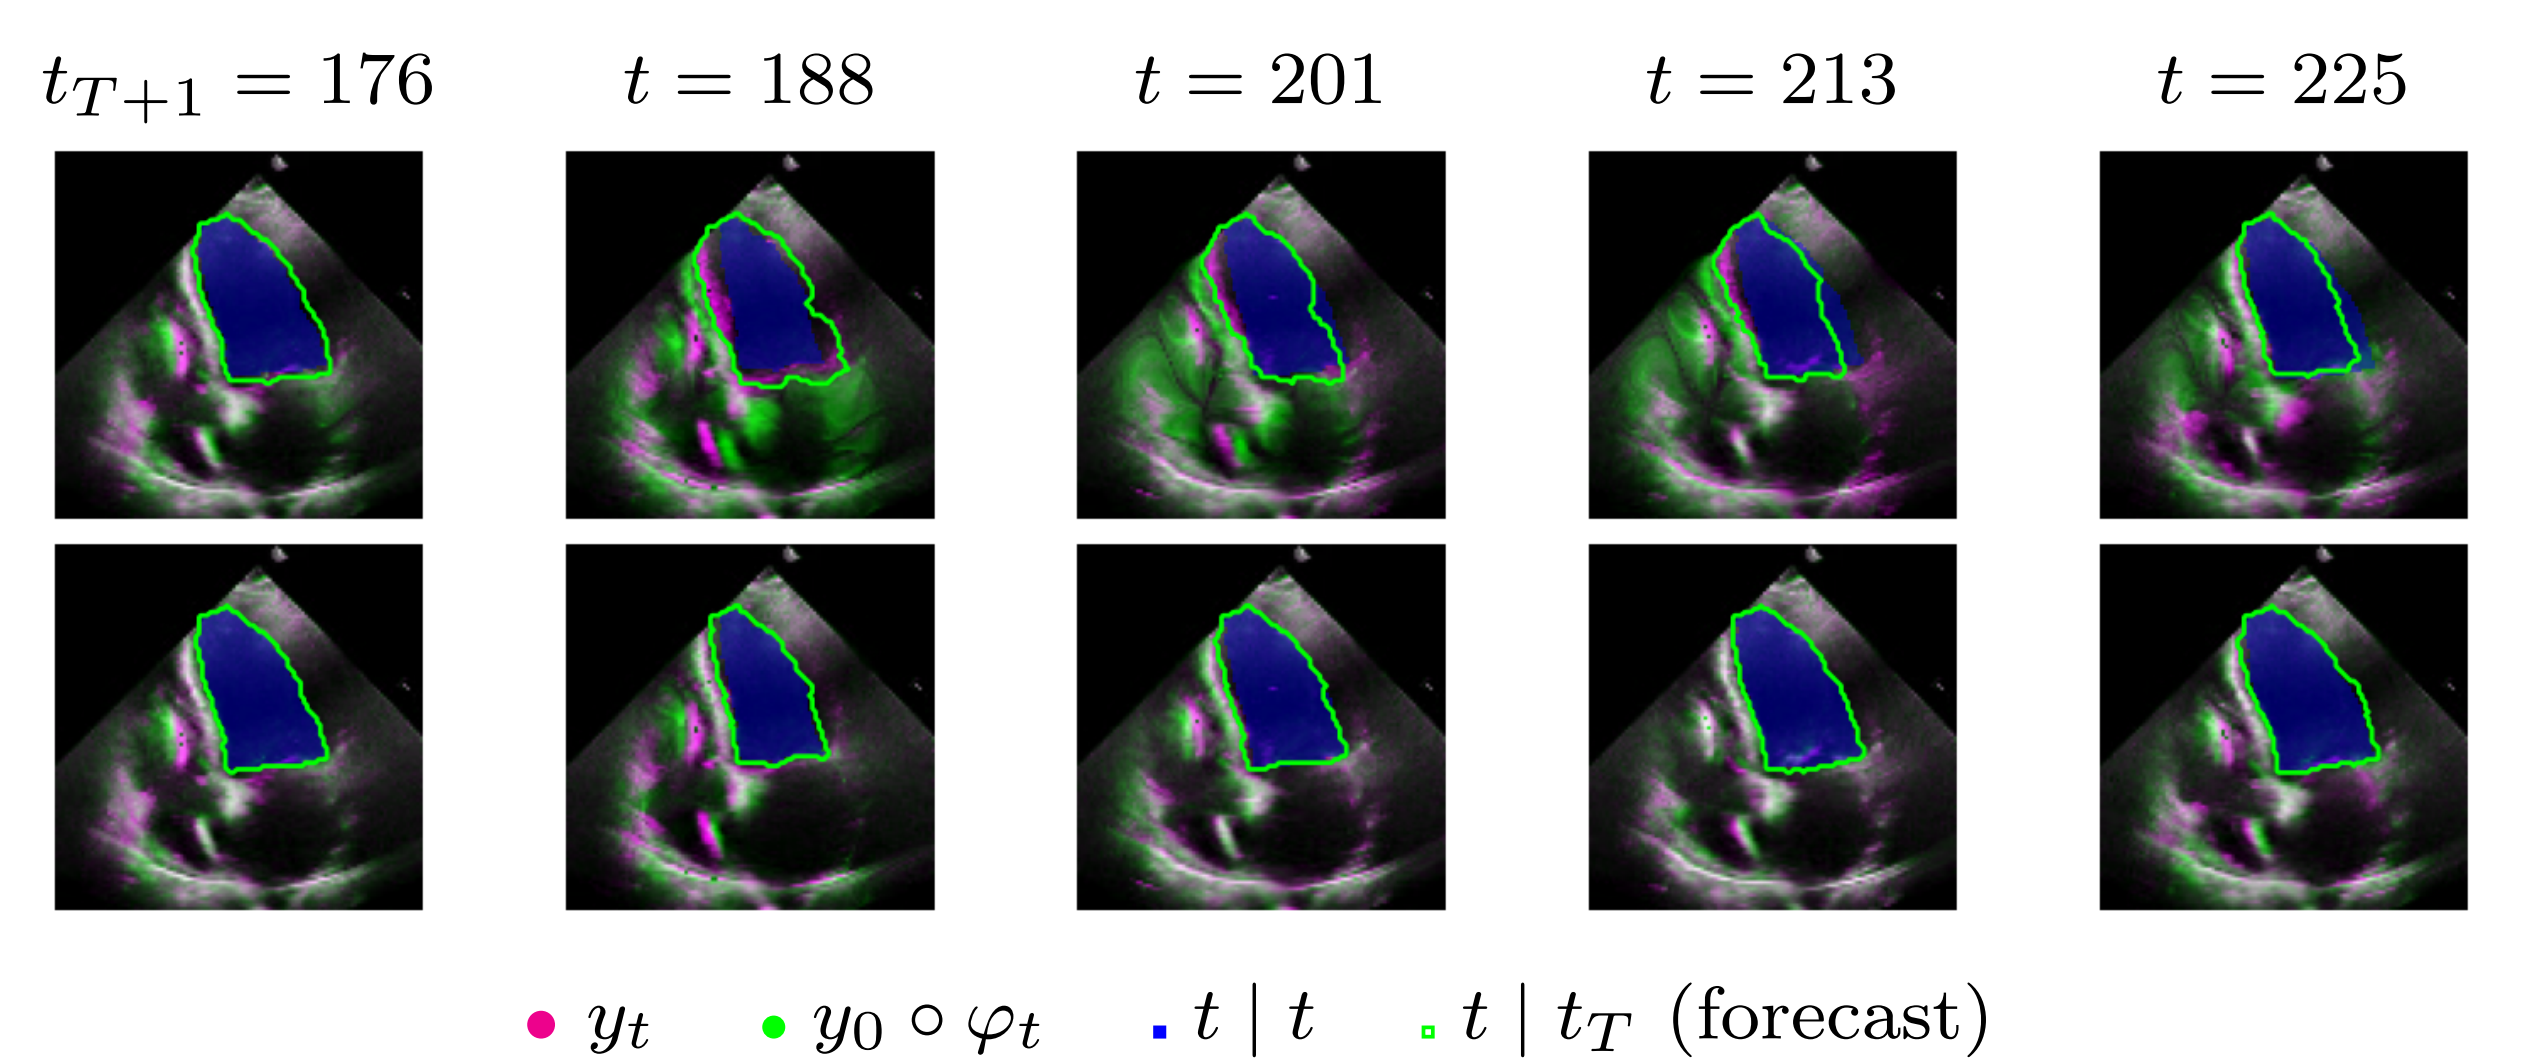 t_{T+1} = 176 t = 188 t = 201 t = 213 t = 225
y_t y_0 ∘ φ_t t | t t | t_T (forecast)